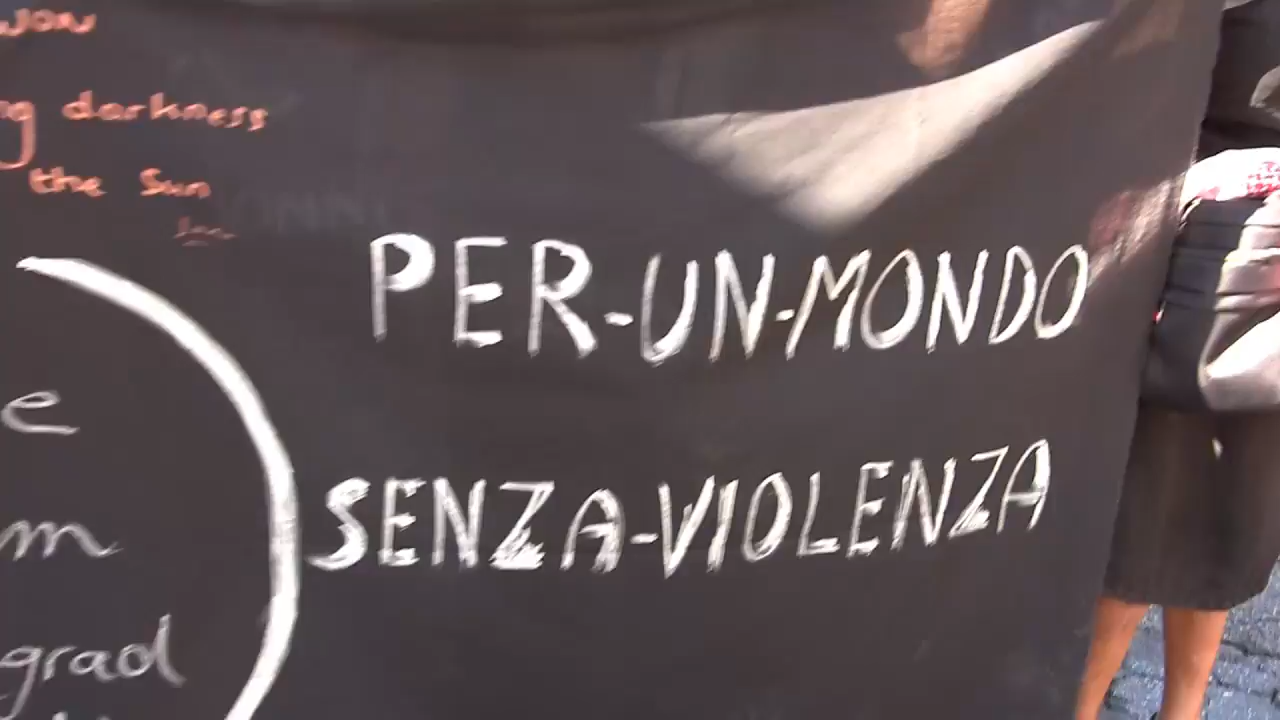 darkness
the Sun
PER-UN-MONDO
SENZA-VIOLENZA
e
m
grad